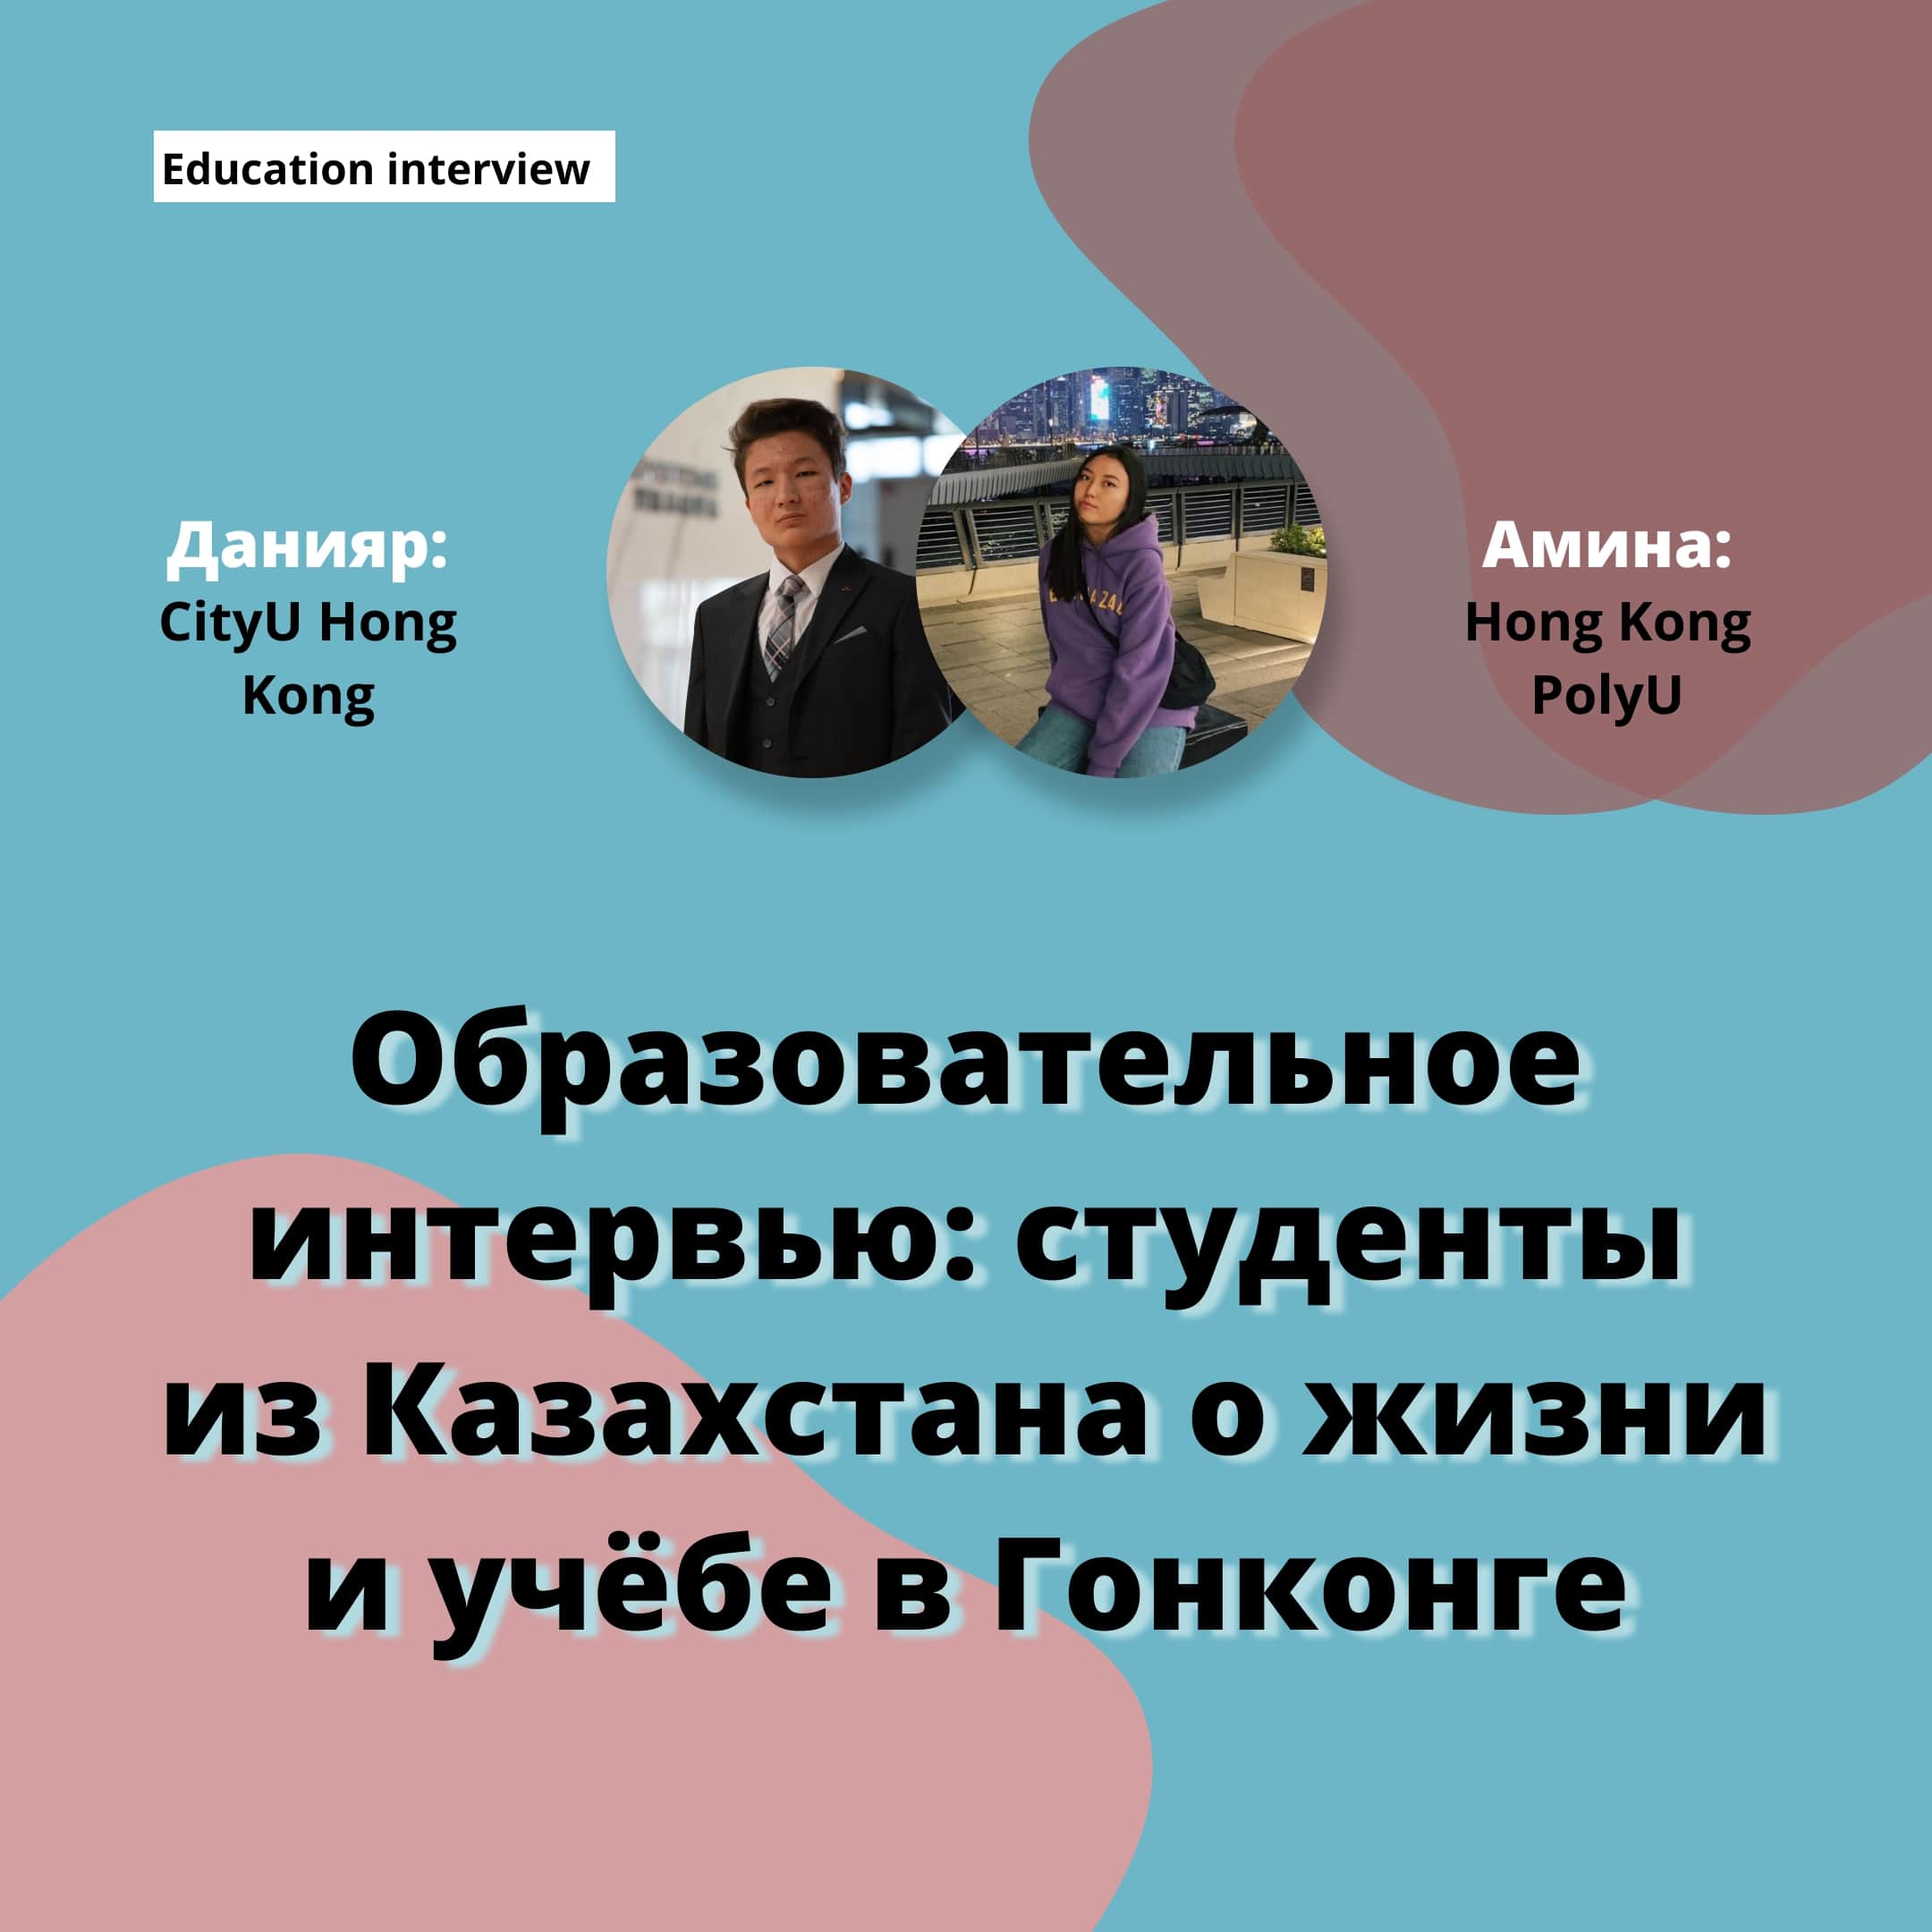 Education interview
Данияр:
CityU Hong
Kong
Амина:
Hong Kong
PolyU
Образовательное
интервью: студенты
из Казахстана о жизни
и учёбе в Гонконге